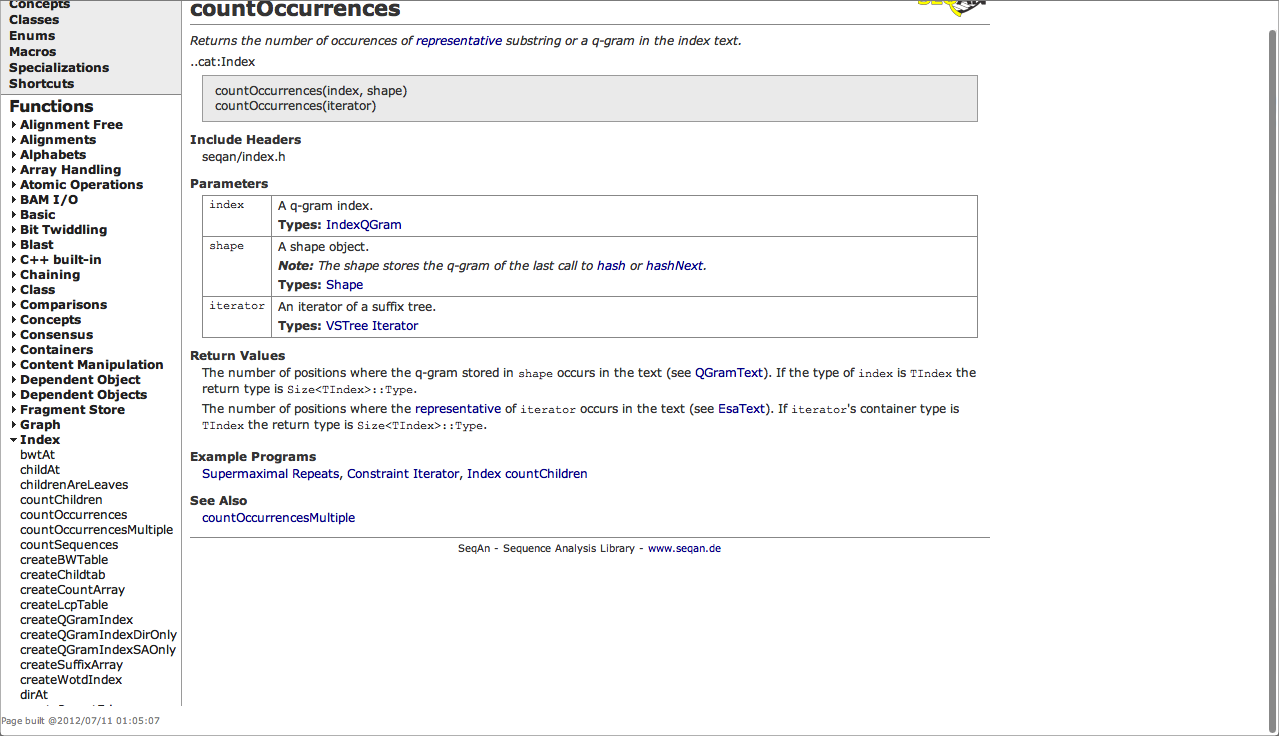 Concepts
Classes
Enums
Macros
Specializations
Shortcuts
Functions
Alignment Free
Alignments
Alphabets
Array Handling
Atomic Operations
BAM I/O
Basic
Bit Twiddling
Blast
C++ built-in
Chaining
Class
Comparisons
Concepts
Consensus
Containers
Content Manipulation
Dependent Object
Dependent Objects
Fragment Store
Graph
Index
bwtAt
childAt
childrenAreLeaves
countChildren
countOccurrences
countOccurrencesMultiple
countSequences
createBWTable
createChildtab
createCountArray
createLcpTable
createQGramIndex
createQGramIndexDirOnly
createQGramIndexSAOnly
createSuffixArray
createWotdIndex
dirAt
Page built @2012/07/11 01:05:07
countOccurrences
Returns the number of occurences of representative substring or a q-gram in the index text.
..cat:Index
countOccurrences(index, shape)
countOccurrences(iterator)
Include Headers
seqan/index.h
Parameters
index A q-gram index.
Types: IndexQGram
shape A shape object.
Note: The shape stores the q-gram of the last call to hash or hashNext.
Types: Shape
iterator An iterator of a suffix tree.
Types: VSTree Iterator
Return Values
The number of positions where the q-gram stored in shape occurs in the text (see QGramText). If the type of index is TIndex the
return type is Size<TIndex>::Type.
The number of positions where the representative of iterator occurs in the text (see EsaText). If iterator's container type is
TIndex the return type is Size<TIndex>::Type.
Example Programs
Supermaximal Repeats, Constraint Iterator, Index countChildren
See Also
countOccurrencesMultiple
SeqAn - Sequence Analysis Library - www.seqan.de